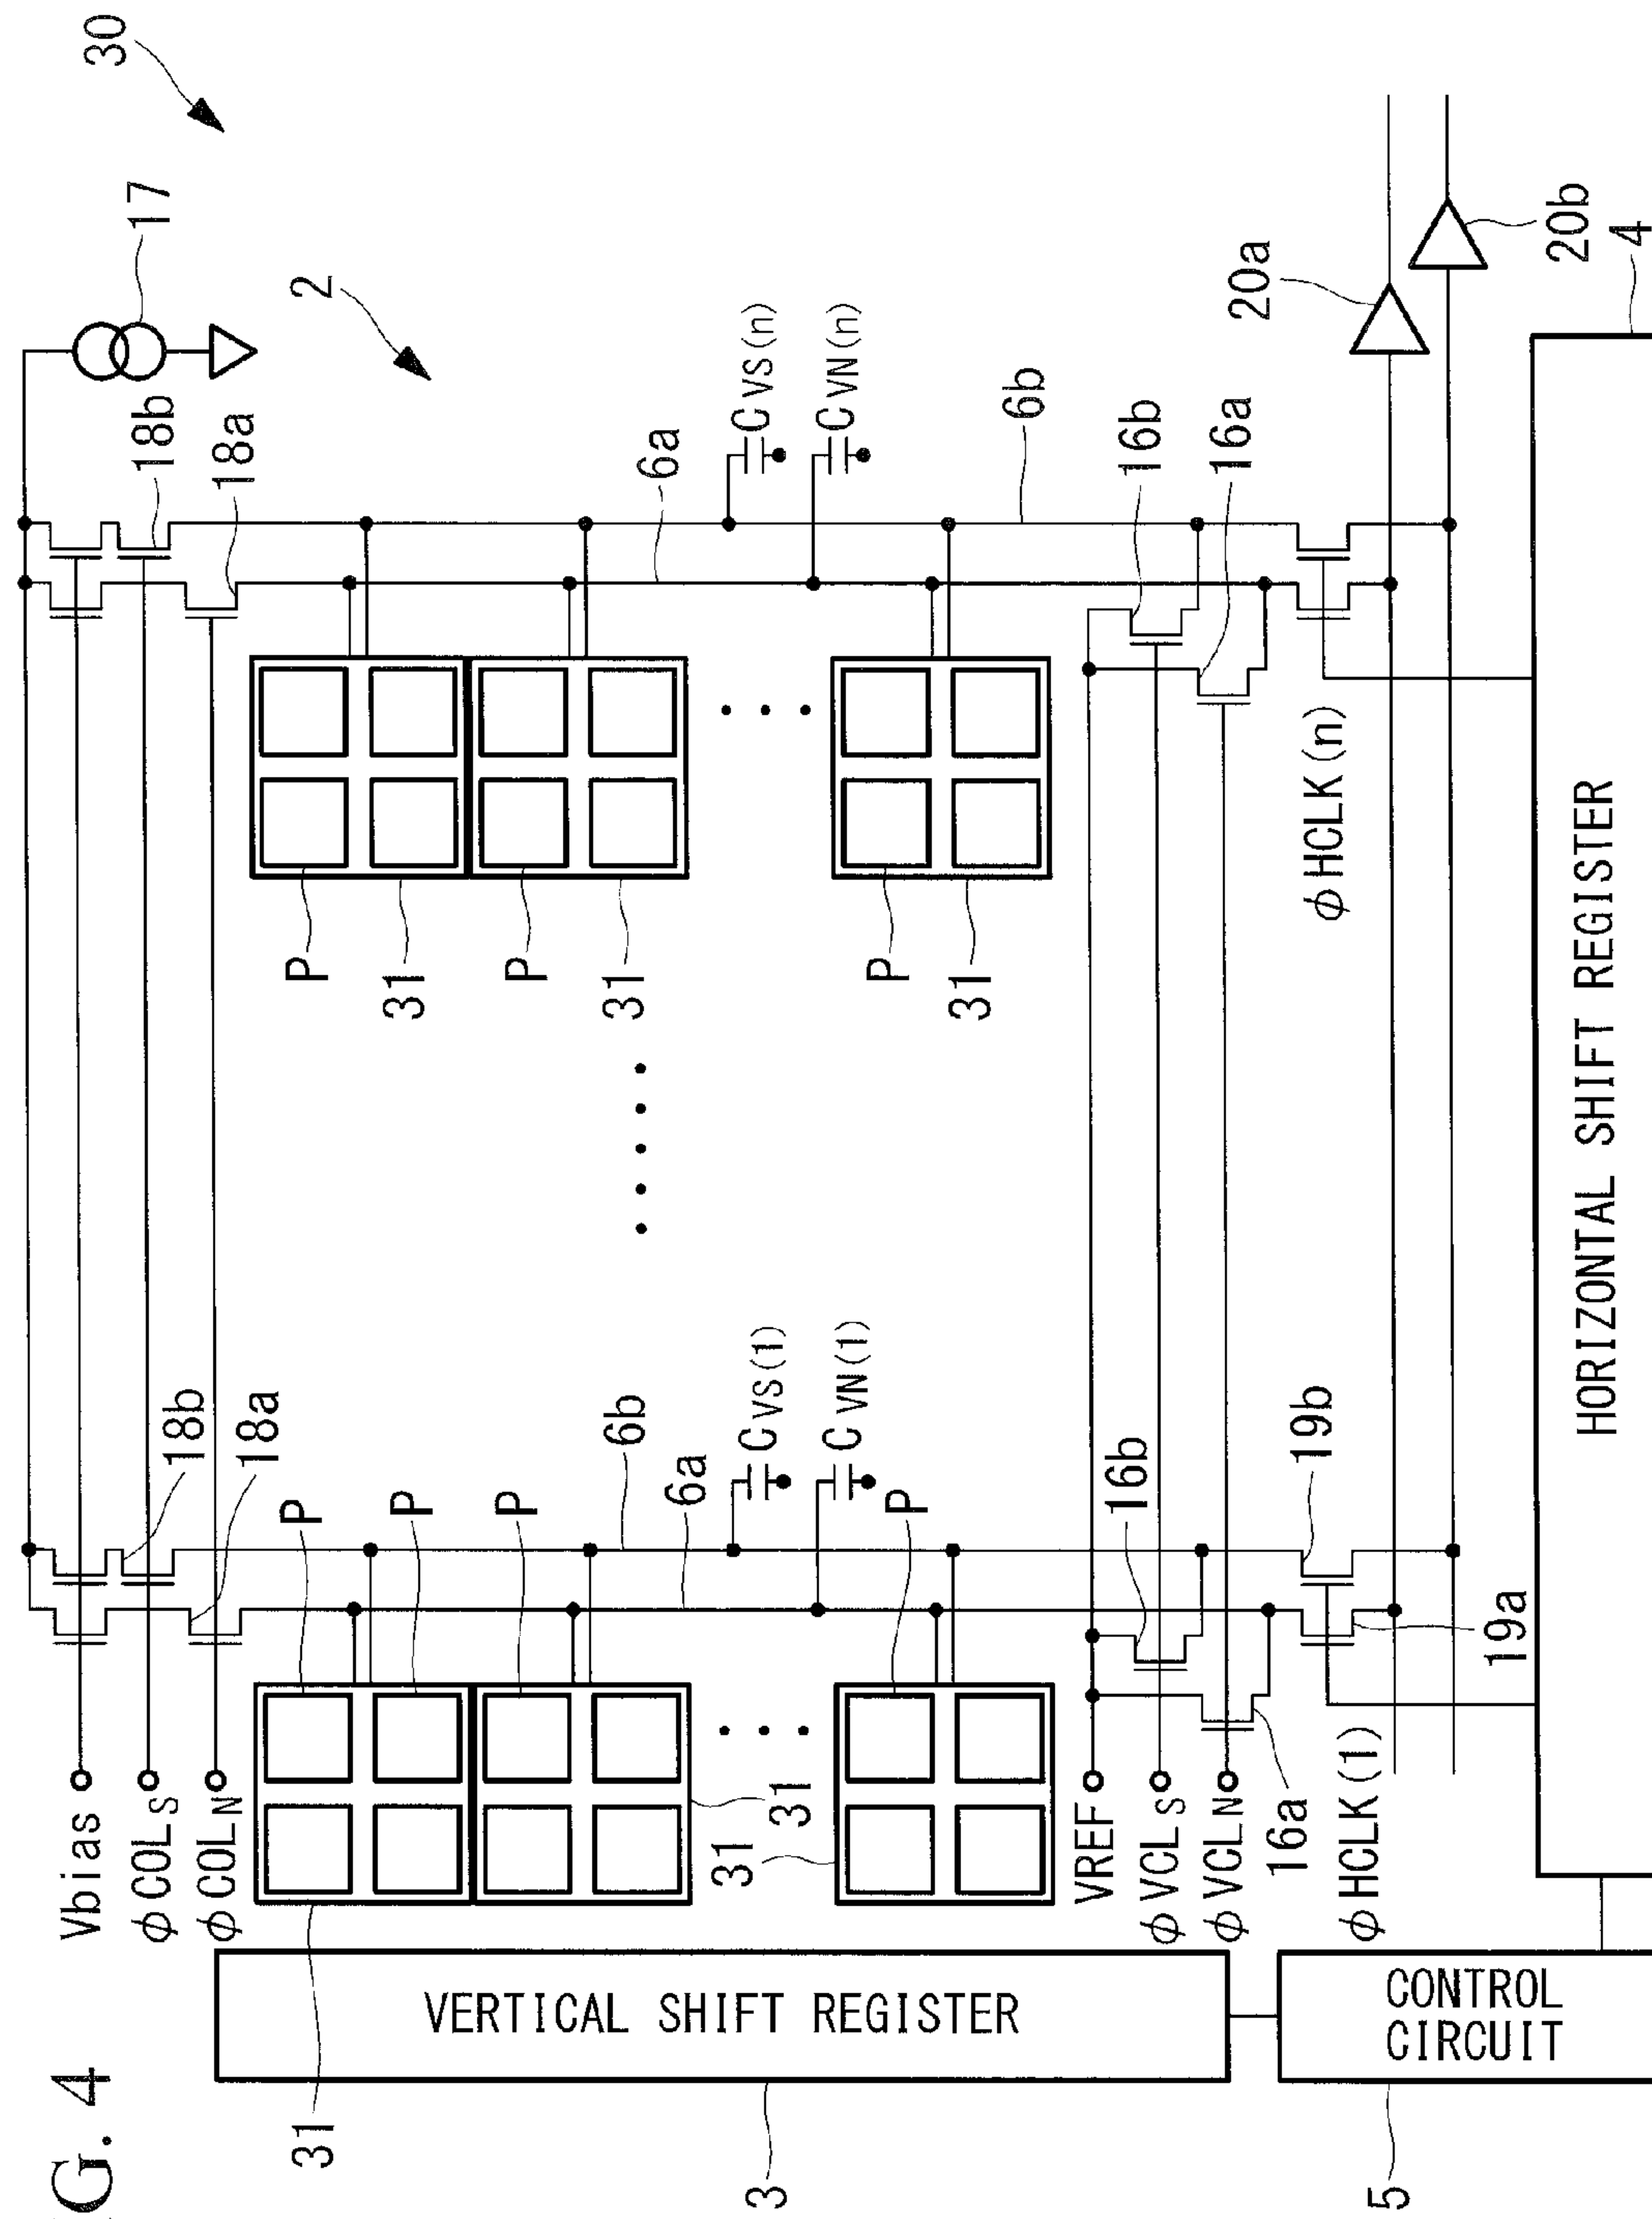 G. 4
30
17
2
Vbias
φCOLS
φCOLN
18b
18a
18b
18a
P
P
P
P
6a
6b
CVS(1)
CVN(1)
31
31
31
P
31
P
31
P
31
6a
CVS(n)
CVN(n)
6b
VREF
φVCLS
φVCLN
16a
16b
16b
16a
φHCLK(1)
19a
19b
φHCLK(n)
20a
20b
4
VERTICAL SHIFT REGISTER
3
CONTROL
CIRCUIT
5
HORIZONTAL SHIFT REGISTER